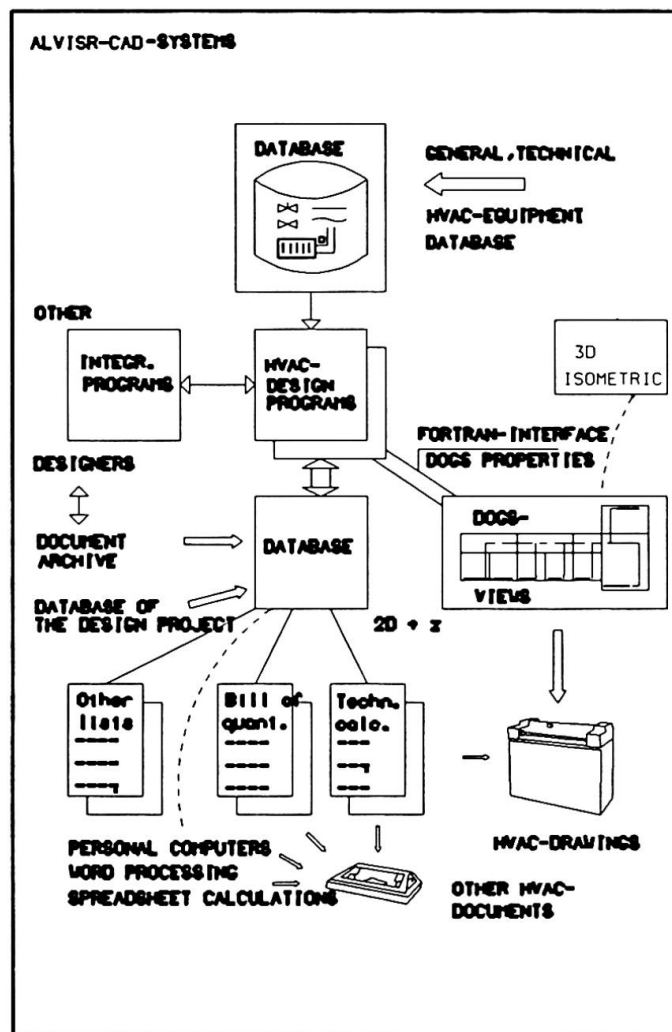 ALVISR-CAD-SYSTEMS
DATABASE
GENERAL,TECHNICAL
HVAC-EQUIPMENT
DATABASE
OTHER
INTEGR.
PROGRAMS
HVAC-
DESIGN
PROGRAMS
3D
ISOMETRIC
FORTRAN-INTERFACE
DOGS PROPERTIES
DESIGNERS
DOCUMENT
ARCHIVE
DATABASE
DOGS-
VIEWS
DATABASE OF
THE DESIGN PROJECT
2D + z
Other
lists
Bill of
quant.
Techn.
calc.
HVAC-DRAWINGS
PERSONAL COMPUTERS
WORD PROCESSING
SPREADSHEET CALCULATIONS
OTHER HVAC-
DOCUMENTS